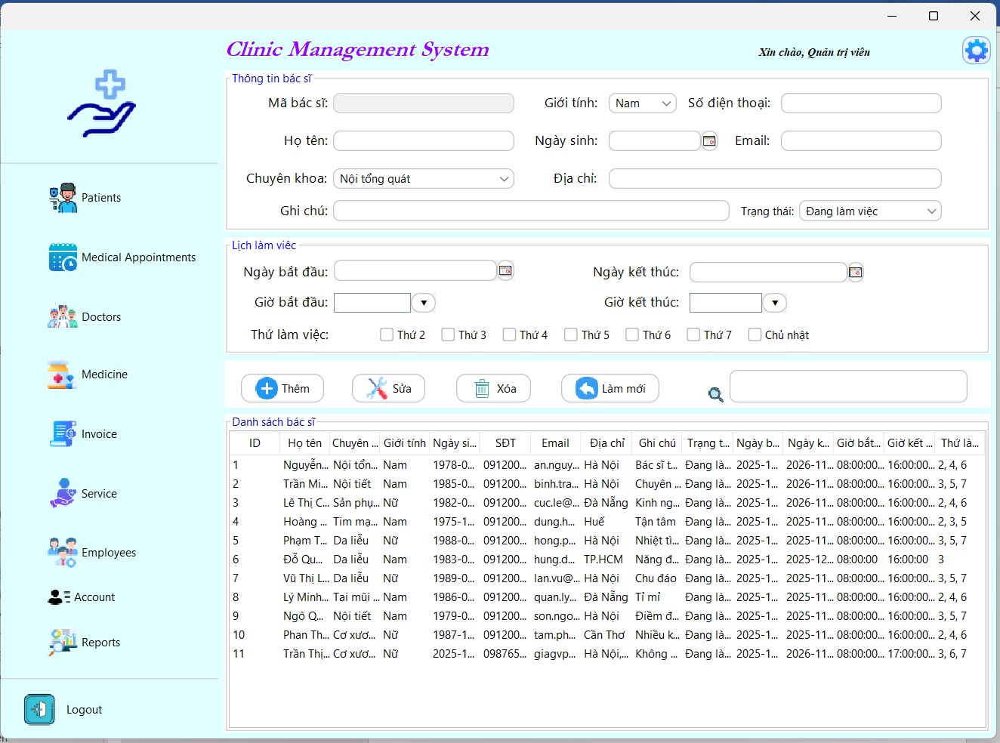 Clinic Management System
Xin chào, Quản trị viên
Patients
Medical Appointments
Doctors
Medicine
Invoice
Service
Employees
Account
Reports
Logout
Thông tin bác sĩ
Mã bác sĩ: Giới tính: Nam Số điện thoại:
Họ tên: Ngày sinh: Email:
Chuyên khoa: Nội tổng quát Địa chỉ:
Ghi chú: Trạng thái: Đang làm việc
Lịch làm việc
Ngày bắt đầu: Ngày kết thúc:
Giờ bắt đầu: Giờ kết thúc:
Thứ làm việc: Thứ 2 Thứ 3 Thứ 4 Thứ 5 Thứ 6 Thứ 7 Chủ nhật
Thêm Sửa Xóa Làm mới
Danh sách bác sĩ
ID Họ tên Chuyên ... Giới tính Ngày si... SĐT Email Địa chỉ Ghi chú Trạng t... Ngày b... Ngày k... Giờ bắt... Giờ kết ... Thứ là...
1 Nguyễn... Nội tổn... Nam 1978-0... 091200... an.nguy... Hà Nội Bác sĩ t... Đang là... 2025-1... 2026-11... 08:00:00... 16:00:00... 2, 4, 6
2 Trần Mi... Nội tiết Nam 1985-0... 091200... binh.tra... Hà Nội Chuyên ... Đang là... 2025-1... 2026-11... 08:00:00... 16:00:00... 3, 5, 7
3 Lê Thị C... Sản phụ... Nữ 1982-0... 091200... cuc.le@... Đà Nẵng Kinh ng... Đang là... 2025-1... 2026-11... 08:00:00... 16:00:00... 2, 4, 6
4 Hoàng ... Tim mạ... Nam 1975-1... 091200... dung.h... Huế Tận tâm Đang là... 2025-1... 2025-11... 08:00:00... 16:00:00... 2, 3, 5
5 Phạm T... Da liễu Nữ 1988-0... 091200... hong.p... Hà Nội Nhiệt tì... Đang là... 2025-1... 2025-11... 08:00:00... 16:00:00... 3, 5, 7
6 Đỗ Qu... Da liễu Nam 1983-0... 091200... hung.d... TP.HCM Năng đ... Đang là... 2025-1... 2025-12... 08:00:00 16:00:00 3
7 Vũ Thị L... Da liễu Nữ 1989-0... 091200... lan.vu@... Hà Nội Chu đáo Đang là... 2025-1... 2026-11... 08:00:00... 16:00:00... 3, 5, 7
8 Lý Minh... Tai mũi ... Nam 1986-0... 091200... quan.ly... Đà Nẵng Tỉ mỉ Đang là... 2025-1... 2026-11... 08:00:00... 16:00:00... 2, 4, 6
9 Ngô Q... Nội tiết Nam 1979-0... 091200... son.ngo... Hà Nội Điềm đ... Đang là... 2025-1... 2026-11... 08:00:00... 16:00:00... 3, 5, 7
10 Phan Th... Cơ xươ... Nữ 1987-1... 091200... tam.ph... Cần Thơ Nhiều k... Đang là... 2025-1... 2026-11... 08:00:00... 16:00:00... 2, 4, 6
11 Trần Thị... Cơ xươ... Nữ 2025-1... 098765... giagvp... Hà Nội,... Không ... Đang là... 2025-1... 2026-11... 08:00:00... 17:00:00... 3, 6, 7